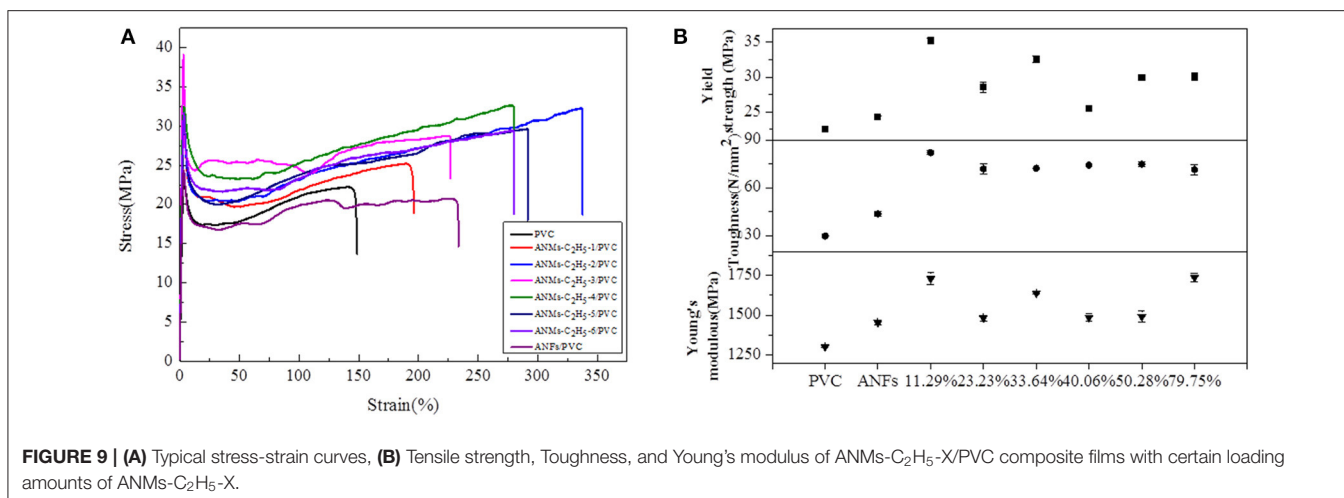 A
Stress(MPa)
40
35
30
25
20
15
10
5
0
0 50 100 150 200 250 300 350
Strain(%)
PVC
ANMs-C₂H₅-1/PVC
ANMs-C₂H₅-2/PVC
ANMs-C₂H₅-3/PVC
ANMs-C₂H₅-4/PVC
ANMs-C₂H₅-5/PVC
ANMs-C₂H₅-6/PVC
ANFs/PVC
B
Yield
strength (MPa)
35
30
25
Toughness(N/mm²)
90
60
30
Young's
modulous(MPa)
1750
1500
1250
PVC ANFs 11.29% 23.23% 33.64% 40.06% 50.28% 79.75%
FIGURE 9 | (A) Typical stress-strain curves, (B) Tensile strength, Toughness, and Young's modulus of ANMs-C₂H₅-X/PVC composite films with certain loading
amounts of ANMs-C₂H₅-X.